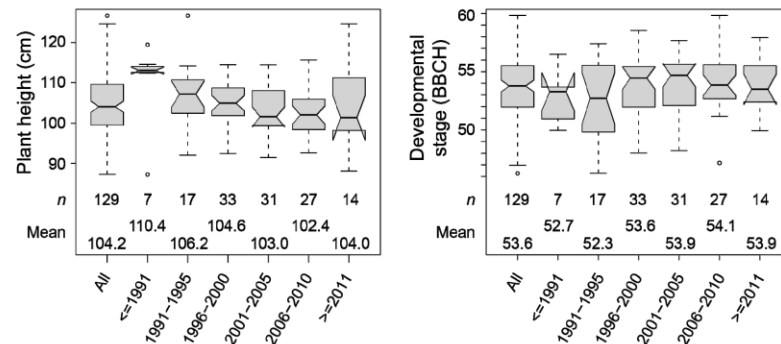 Plant height (cm)
120
110
100
90
n
129 7 17 33 31 27 14
Mean
110.4 104.6 102.4
104.2 106.2 103.0 104.0
All
<=1991
1991−1995
1996−2000
2001−2005
2006−2010
>=2011
Developmental
stage (BBCH)
60
55
50
n
129 7 17 33 31 27 14
Mean
52.7 53.6 54.1
53.6 52.3 53.9 53.9
All
<=1991
1991−1995
1996−2000
2001−2005
2006−2010
>=2011